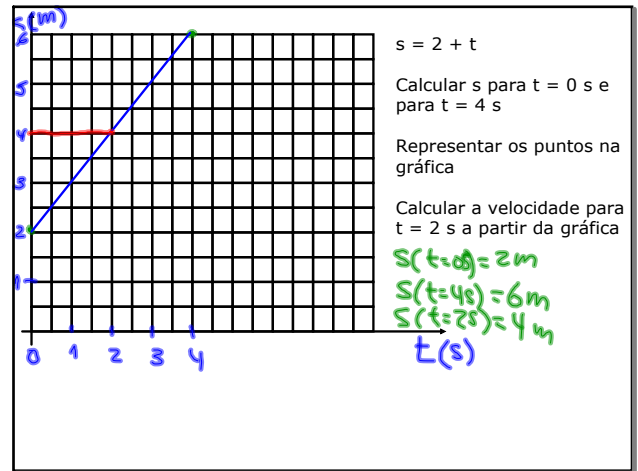 s(m)
6
5
4
3
2
1
0 1 2 3 4
t(s)
s = 2 + t
Calcular s para t = 0 s e
para t = 4 s
Representar os puntos na
gráfica
Calcular a velocidade para
t = 2 s a partir da gráfica
s(t=0s)=2m
s(t=4s)=6m
s(t=2s)=4m